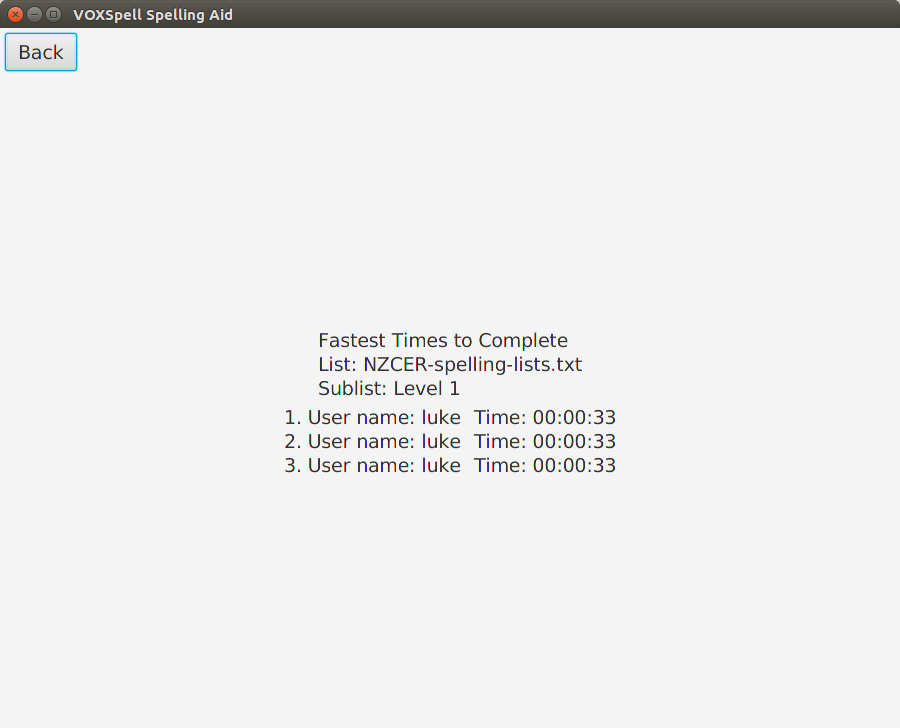 VOXSpell Spelling Aid
Back
Fastest Times to Complete
List: NZCER-spelling-lists.txt
Sublist: Level 1
1. User name: luke  Time: 00:00:33
2. User name: luke  Time: 00:00:33
3. User name: luke  Time: 00:00:33